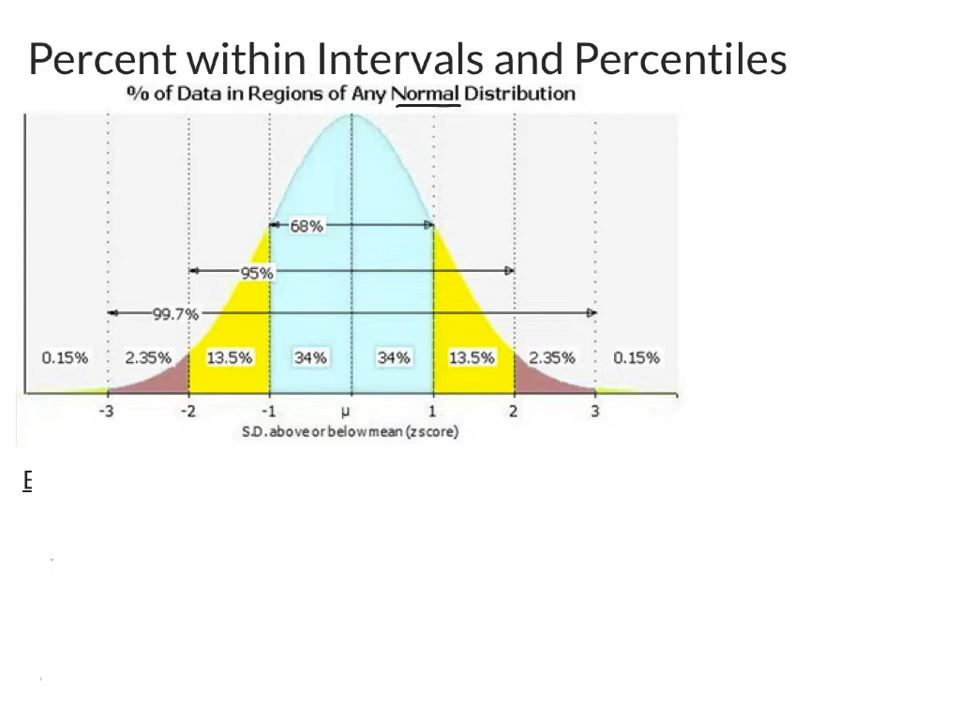 Percent within Intervals and Percentiles
% of Data in Regions of Any Normal Distribution
68%
95%
99.7%
0.15% 2.35% 13.5% 34% 34% 13.5% 2.35% 0.15%
-3 -2 -1 μ 1 2 3
S.D. above or below mean (z score)
E